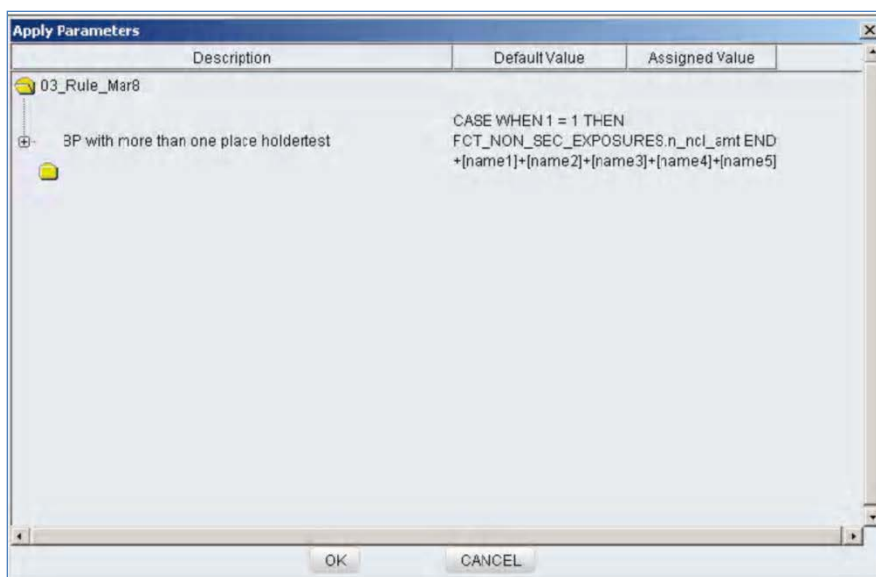 Apply Parameters
Description Default Value Assigned Value
03_Rule_Mar8
CASE WHEN 1 = 1 THEN
BP with more than one place holdertest FCT_NON_SEC_EXPOSURES.n_ncl_amt END
+[name1]+[name2]+[name3]+[name4]+[name5]
OK CANCEL